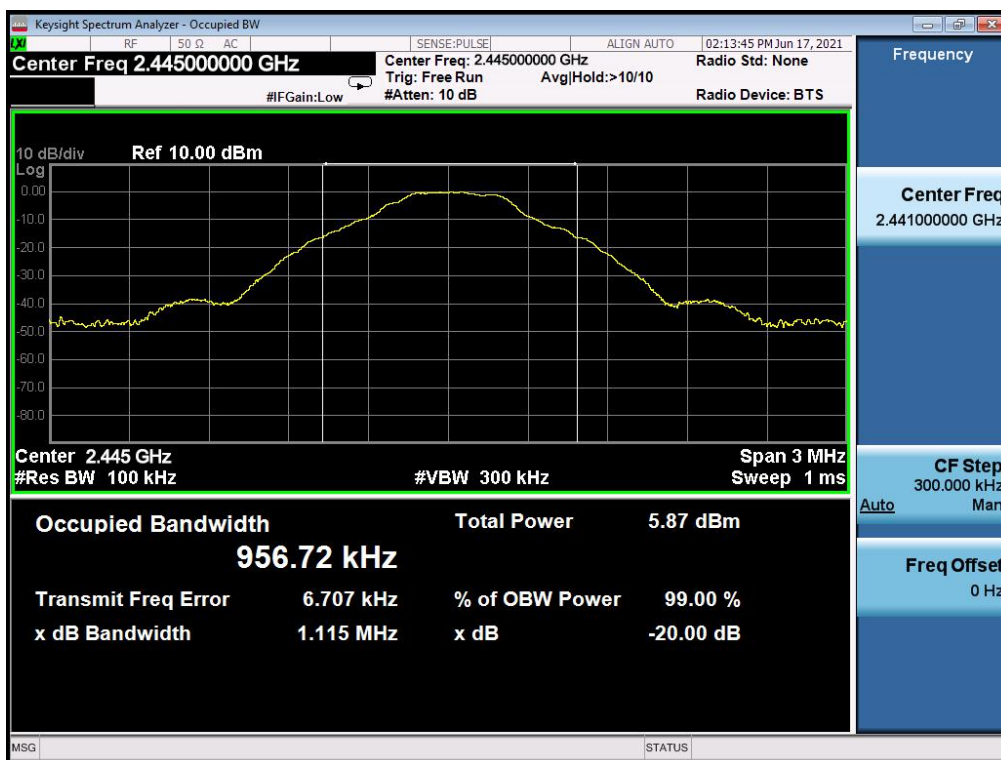 Keysight Spectrum Analyzer - Occupied BW
LXI RF 50 Ω AC SENSE:PULSE ALIGN AUTO 02:13:45 PM Jun 17, 2021
Center Freq 2.445000000 GHz
Center Freq: 2.445000000 GHz
Radio Std: None
Trig: Free Run Avg|Hold:>10/10
#IFGain:Low
#Atten: 10 dB
Radio Device: BTS
10 dB/div Ref 10.00 dBm
Log
0.00
-10.0
-20.0
-30.0
-40.0
-50.0
-60.0
-70.0
-80.0
Center 2.445 GHz Span 3 MHz
#Res BW 100 kHz #VBW 300 kHz Sweep 1 ms
Occupied Bandwidth Total Power 5.87 dBm
956.72 kHz
Transmit Freq Error 6.707 kHz % of OBW Power 99.00 %
x dB Bandwidth 1.115 MHz x dB -20.00 dB
MSG STATUS
Frequency
Center Freq
2.441000000 GHz
CF Step
300.000 kHz
Auto Man
Freq Offset
0 Hz